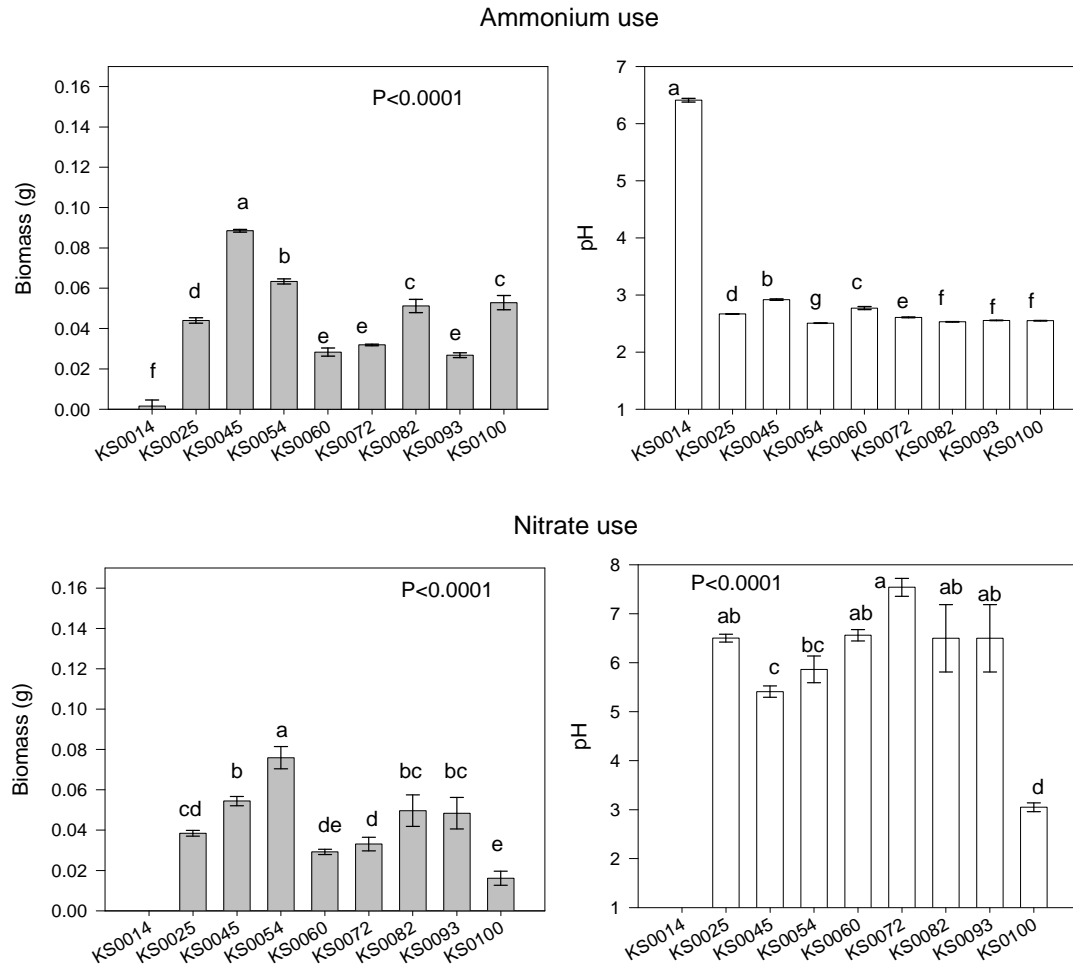 Ammonium use
Biomass (g)
0.16
0.14
0.12
0.10
0.08
0.06
0.04
0.02
0.00
P<0.0001
f
d
a
b
e
e
c
e
c
KS0014
KS0025
KS0045
KS0054
KS0060
KS0072
KS0082
KS0093
KS0100
pH
7
6
5
4
3
2
1
a
d
b
g
c
e
f
f
f
KS0014
KS0025
KS0045
KS0054
KS0060
KS0072
KS0082
KS0093
KS0100
Nitrate use
Biomass (g)
0.16
0.14
0.12
0.10
0.08
0.06
0.04
0.02
0.00
P<0.0001
cd
b
a
de
d
bc
bc
e
KS0014
KS0025
KS0045
KS0054
KS0060
KS0072
KS0082
KS0093
KS0100
pH
8
7
6
5
4
3
2
1
P<0.0001
ab
c
bc
ab
a
ab
ab
d
KS0014
KS0025
KS0045
KS0054
KS0060
KS0072
KS0082
KS0093
KS0100